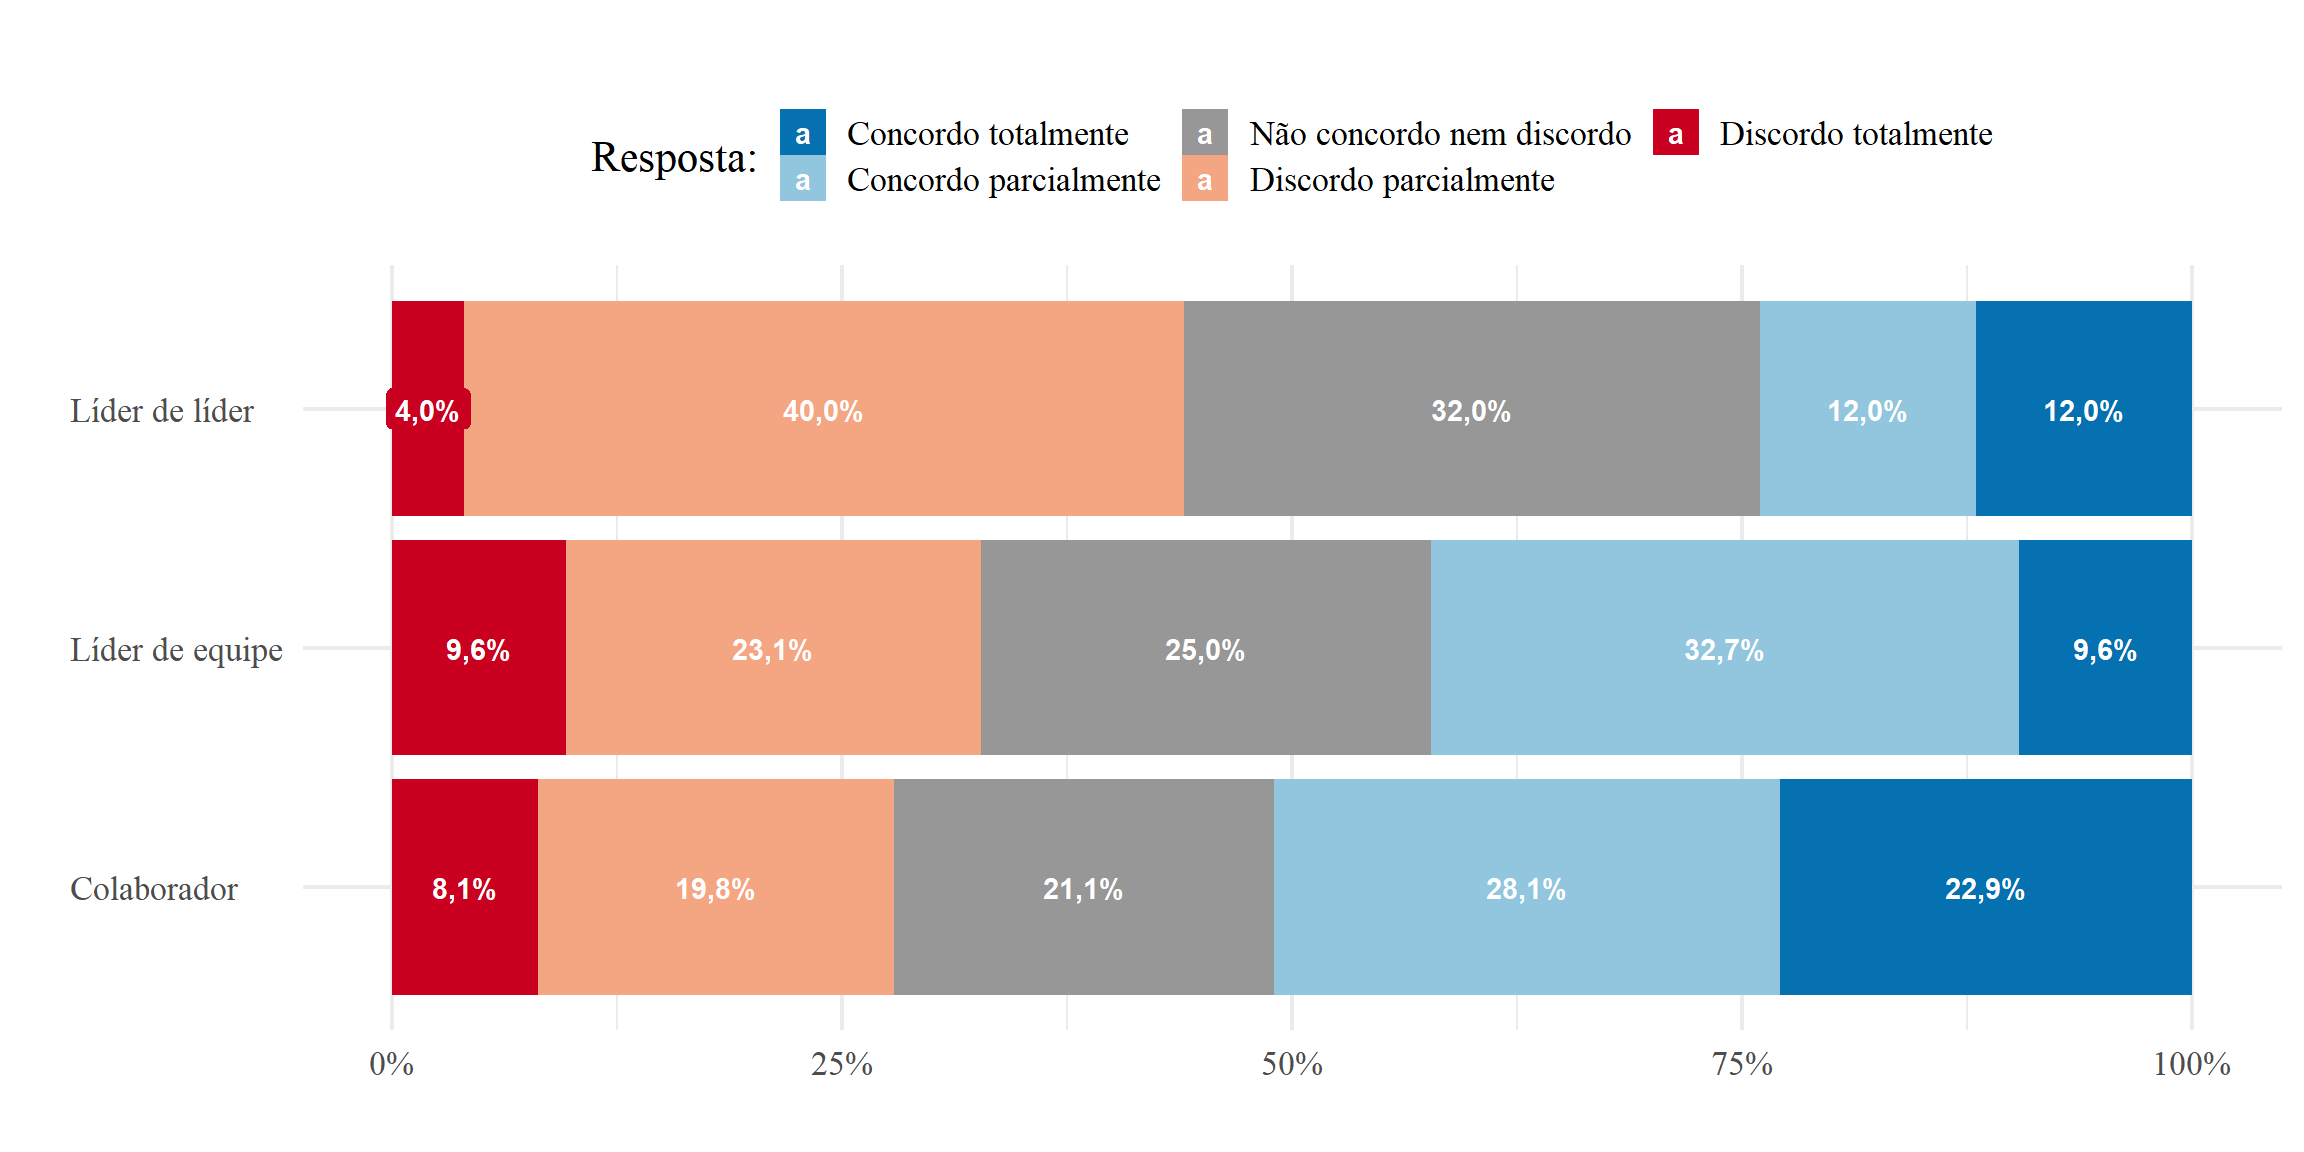 Resposta:
a Concordo totalmente a Não concordo nem discordo a Discordo totalmente
a Concordo parcialmente a Discordo parcialmente
Líder de líder 4,0% 40,0% 32,0% 12,0% 12,0%
Líder de equipe 9,6% 23,1% 25,0% 32,7% 9,6%
Colaborador 8,1% 19,8% 21,1% 28,1% 22,9%
0% 25% 50% 75% 100%